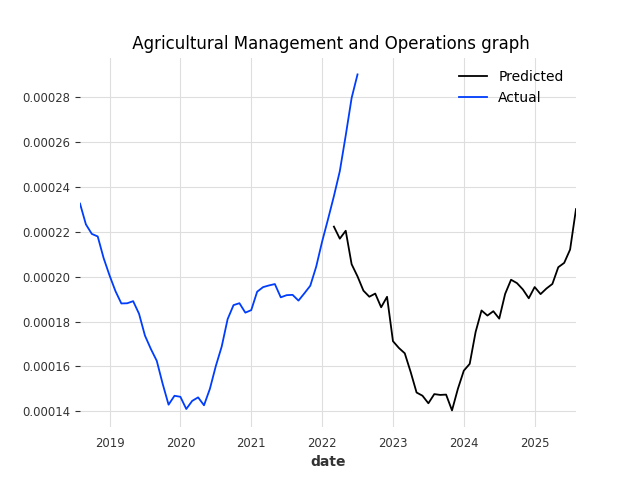 Agricultural Management and Operations graph
Predicted
Actual
0.00028
0.00026
0.00024
0.00022
0.00020
0.00018
0.00016
0.00014
2019 2020 2021 2022 2023 2024 2025
date